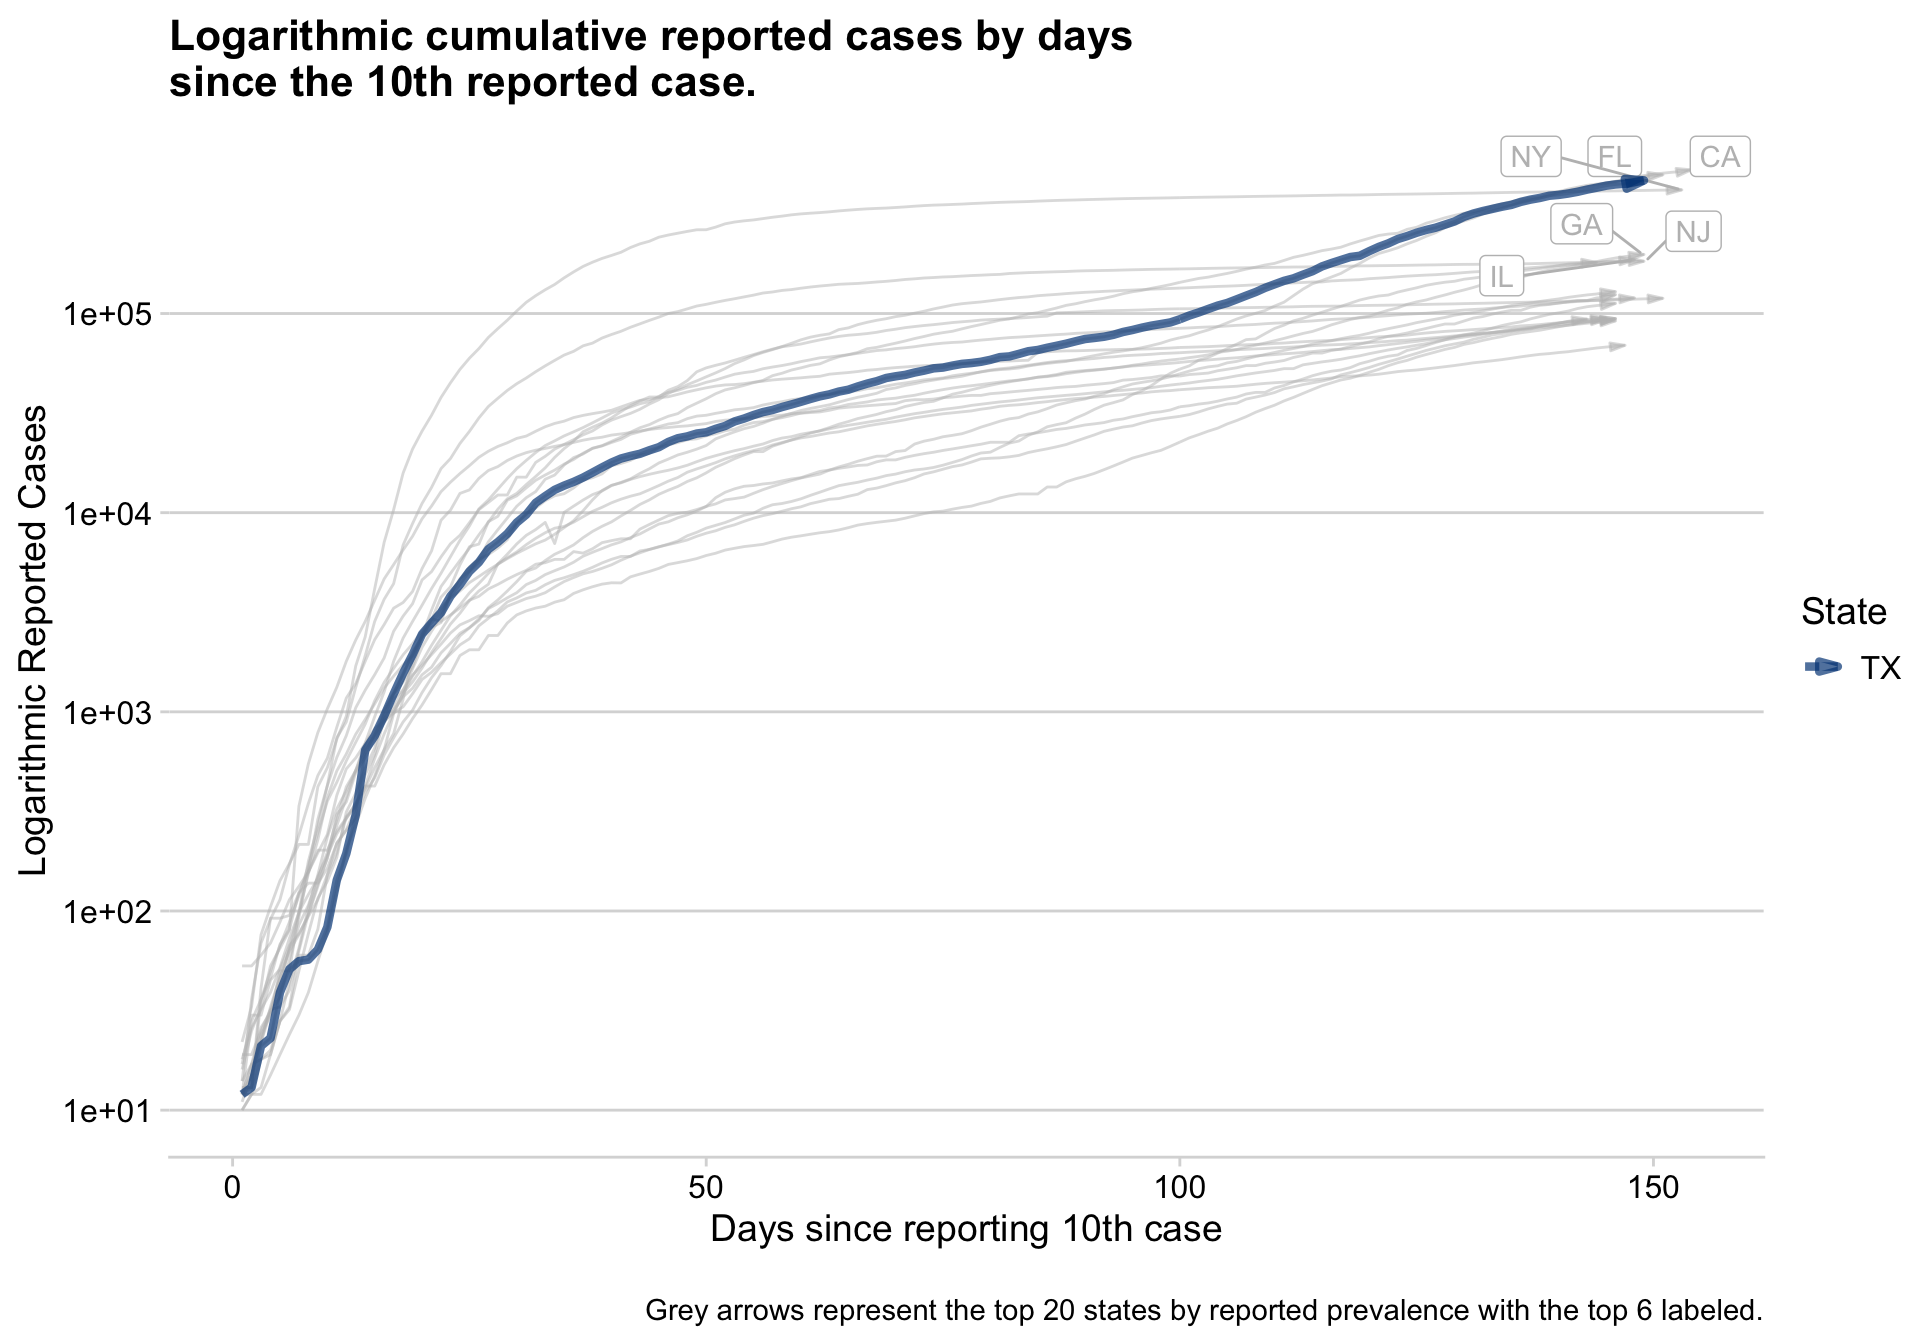 Logarithmic cumulative reported cases by days
since the 10th reported case.
NY
FL
CA
GA
NJ
IL
1e+05
1e+04
1e+03
1e+02
1e+01
Logarithmic Reported Cases
State
TX
0
50
100
150
Days since reporting 10th case
Grey arrows represent the top 20 states by reported prevalence with the top 6 labeled.